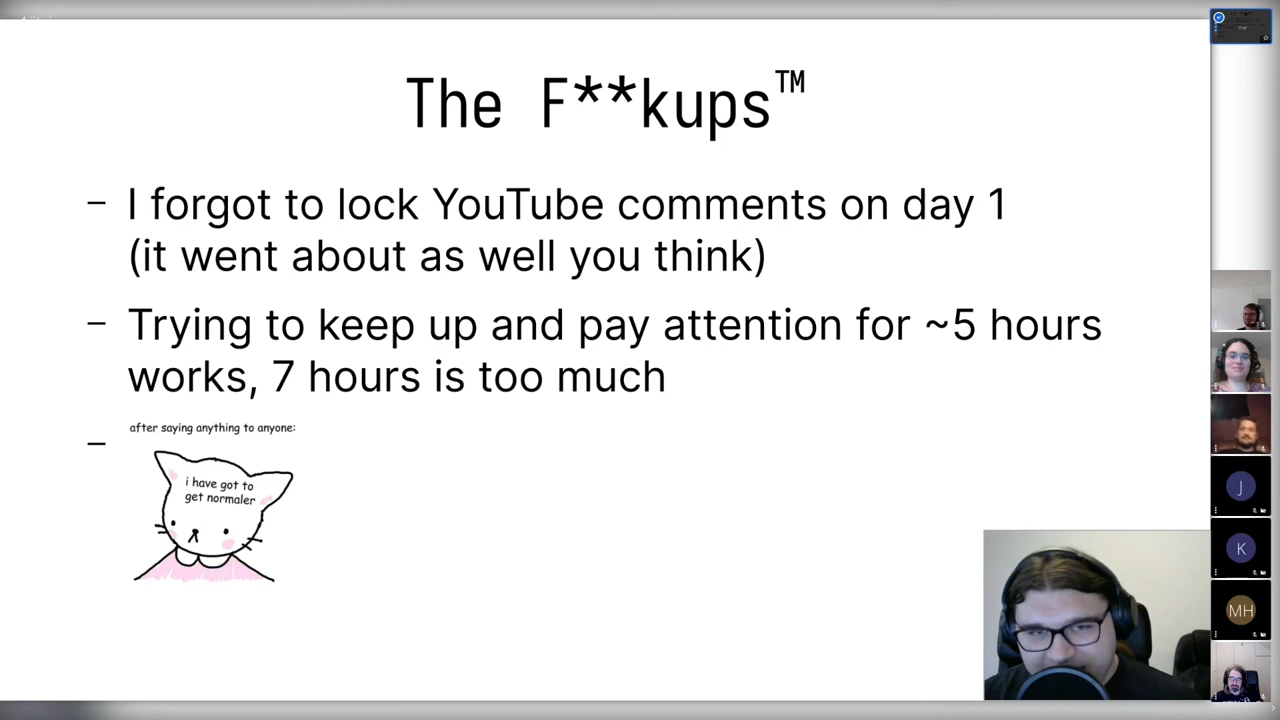 The F**kups™
– I forgot to lock YouTube comments on day 1
(it went about as well you think)
– Trying to keep up and pay attention for ~5 hours
works, 7 hours is too much
–
after saying anything to anyone:
i have got to
get normaler
me
J
K
MH